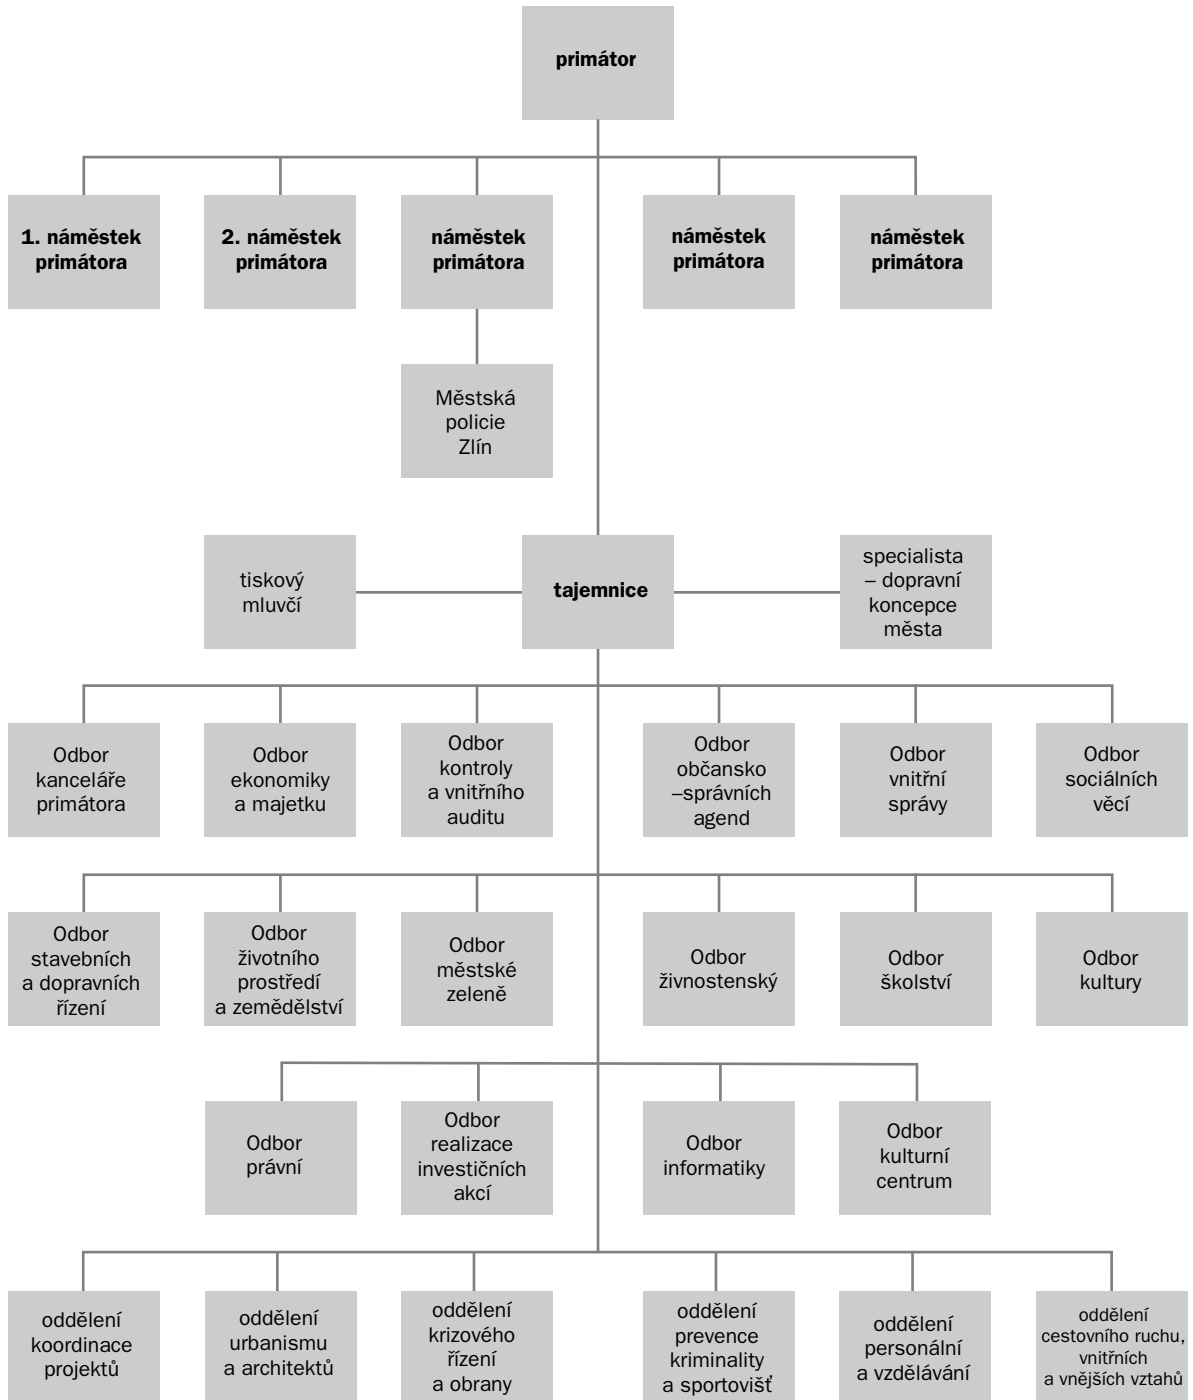 primátor
1. náměstek
primátora
2. náměstek
primátora
náměstek
primátora
náměstek
primátora
náměstek
primátora
Městská
policie
Zlín
tiskový
mluvčí
tajemnice
specialista
– dopravní
koncepce
města
Odbor
kanceláře
primátora
Odbor
ekonomiky
a majetku
Odbor
kontroly
a vnitřního
auditu
Odbor
občansko
–správních
agend
Odbor
vnitřní
správy
Odbor
sociálních
věcí
Odbor
stavebních
a dopravních
řízení
Odbor
životního
prostředí
a zemědělství
Odbor
městské
zeleně
Odbor
živnostenský
Odbor
školství
Odbor
kultury
Odbor
právní
Odbor
realizace
investičních
akcí
Odbor
informatiky
Odbor
kulturní
centrum
oddělení
koordinace
projektů
oddělení
urbanismu
a architektů
oddělení
krizového
řízení
a obrany
oddělení
prevence
kriminality
a sportovišť
oddělení
personální
a vzdělávání
oddělení
cestovního ruchu,
vnitřních
a vnějších vztahů